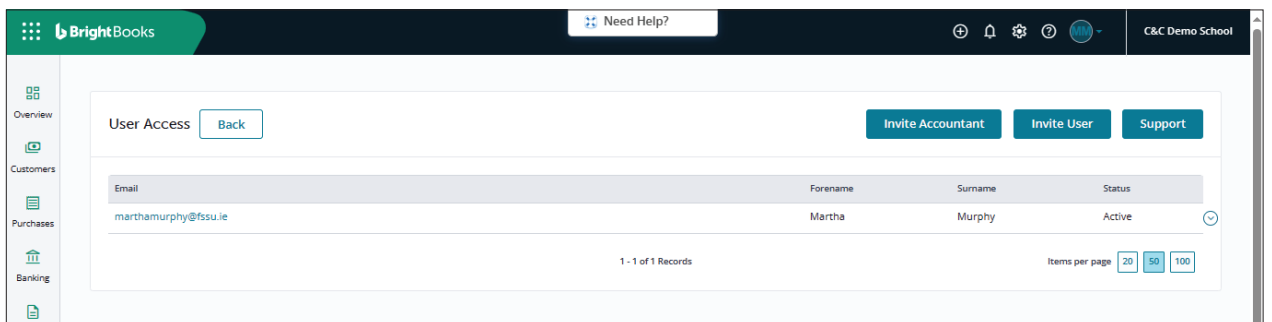 BrightBooks
Need Help?
MM
C&C Demo School
Overview
Customers
Purchases
Banking
User Access
Back
Invite Accountant
Invite User
Support
Email
Forename
Surname
Status
marthamurphy@fssu.ie
Martha
Murphy
Active
1 - 1 of 1 Records
Items per page
20
50
100